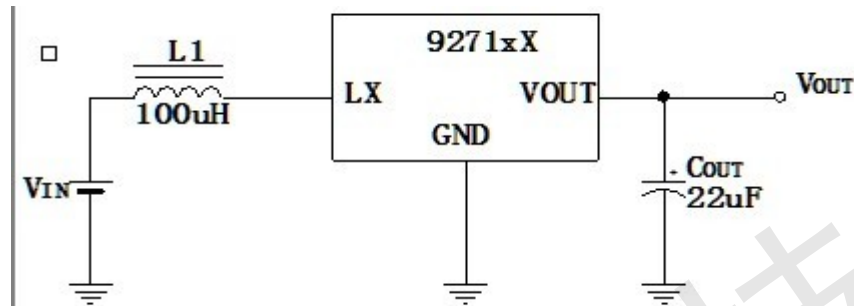 L1
100uH
9271xX
LX
VOUT
GND
VOUT
VIN
COUT
22uF